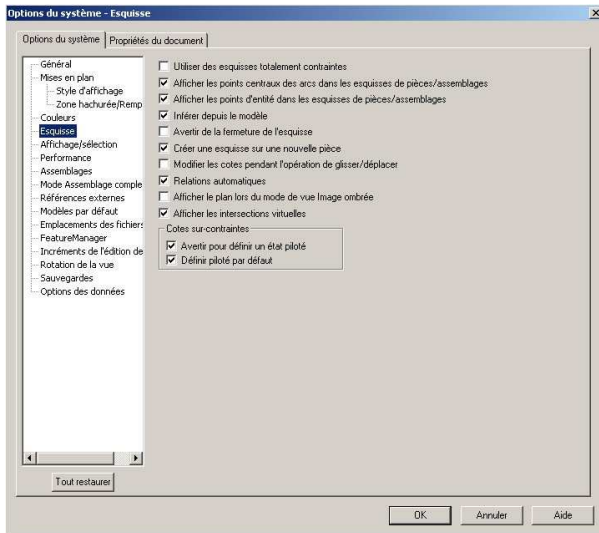 Options du système - Esquisse
Options du système
Propriétés du document
Général
Mises en plan
Style d'affichage
Zone hachurée/Remp
Couleurs
Esquisse
Affichage/sélection
Performance
Assemblages
Mode Assemblage comple
Références externes
Modèles par défaut
Emplacements des fichiers
FeatureManager
Incréments de l'édition de
Rotation de la vue
Sauvegardes
Options des données
Tout restaurer
Utiliser des esquisses totalement contraintes
Afficher les points centraux des arcs dans les esquisses de pièces/assemblages
Afficher les points d'entité dans les esquisses de pièces/assemblages
Inférer depuis le modèle
Avertir de la fermeture de l'esquisse
Créer une esquisse sur une nouvelle pièce
Modifier les cotes pendant l'opération de glisser/déplacer
Relations automatiques
Afficher le plan lors du mode de vue Image ombrée
Afficher les intersections virtuelles
Cotes sur-contraintes
Avertir pour définir un état piloté
Définir piloté par défaut
OK
Annuler
Aide